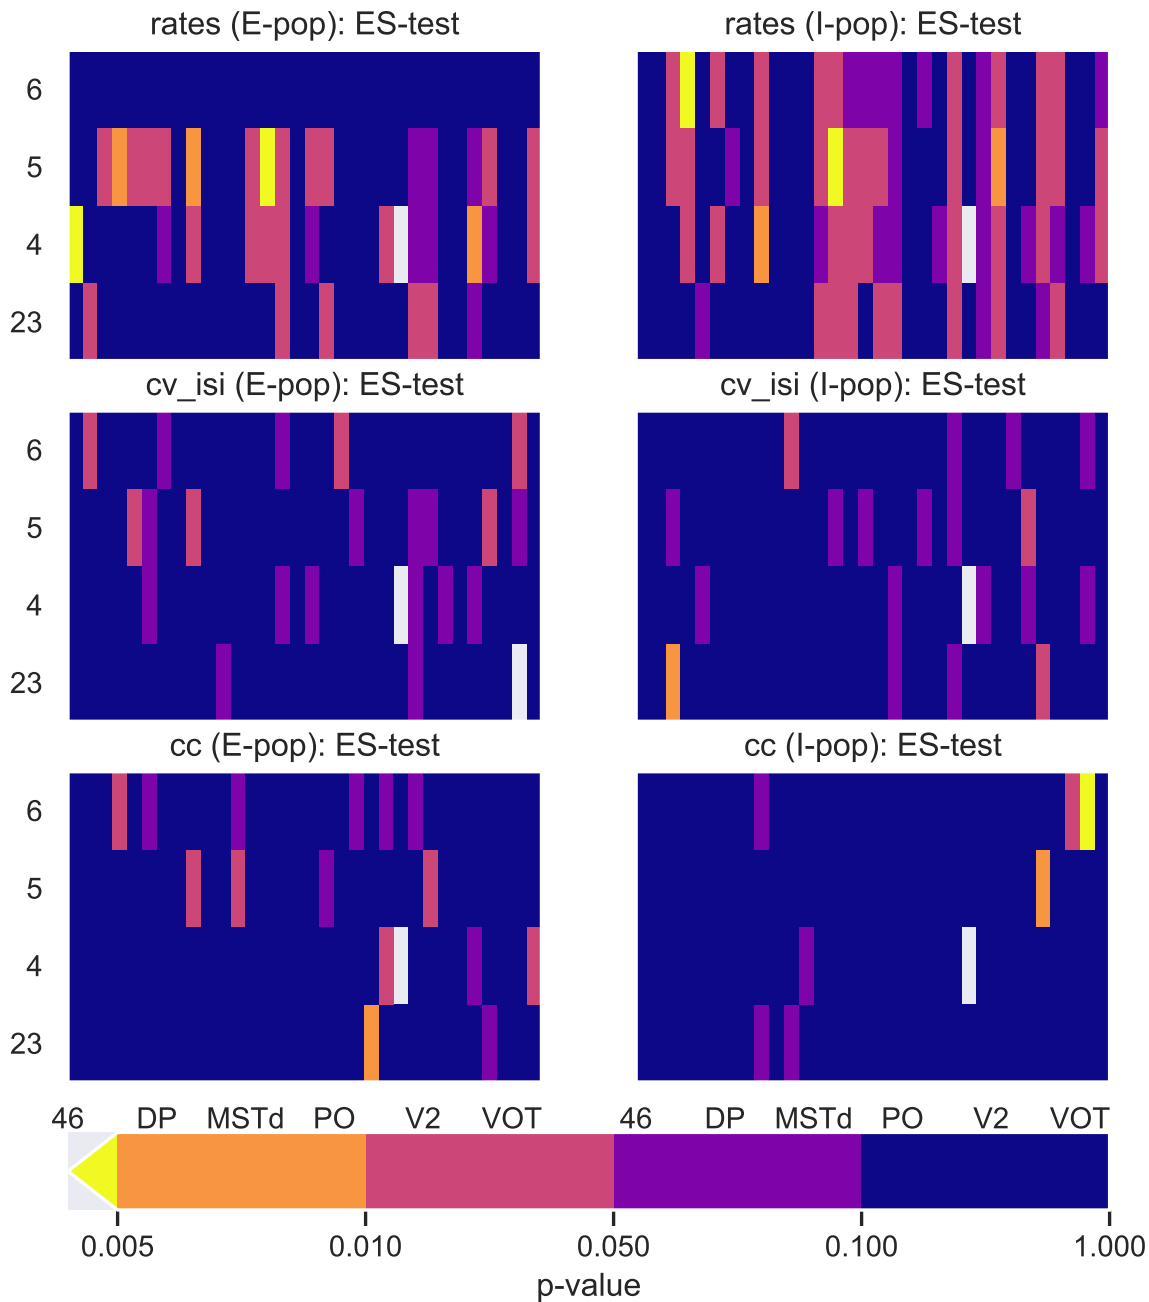 rates (E-pop): ES-test
rates (I-pop): ES-test
6
5
4
23
cv_isi (E-pop): ES-test
cv_isi (I-pop): ES-test
6
5
4
23
cc (E-pop): ES-test
cc (I-pop): ES-test
6
5
4
23
46 DP MSTd PO V2 VOT
46 DP MSTd PO V2 VOT
0.005 0.010 0.050 0.100 1.000
p-value